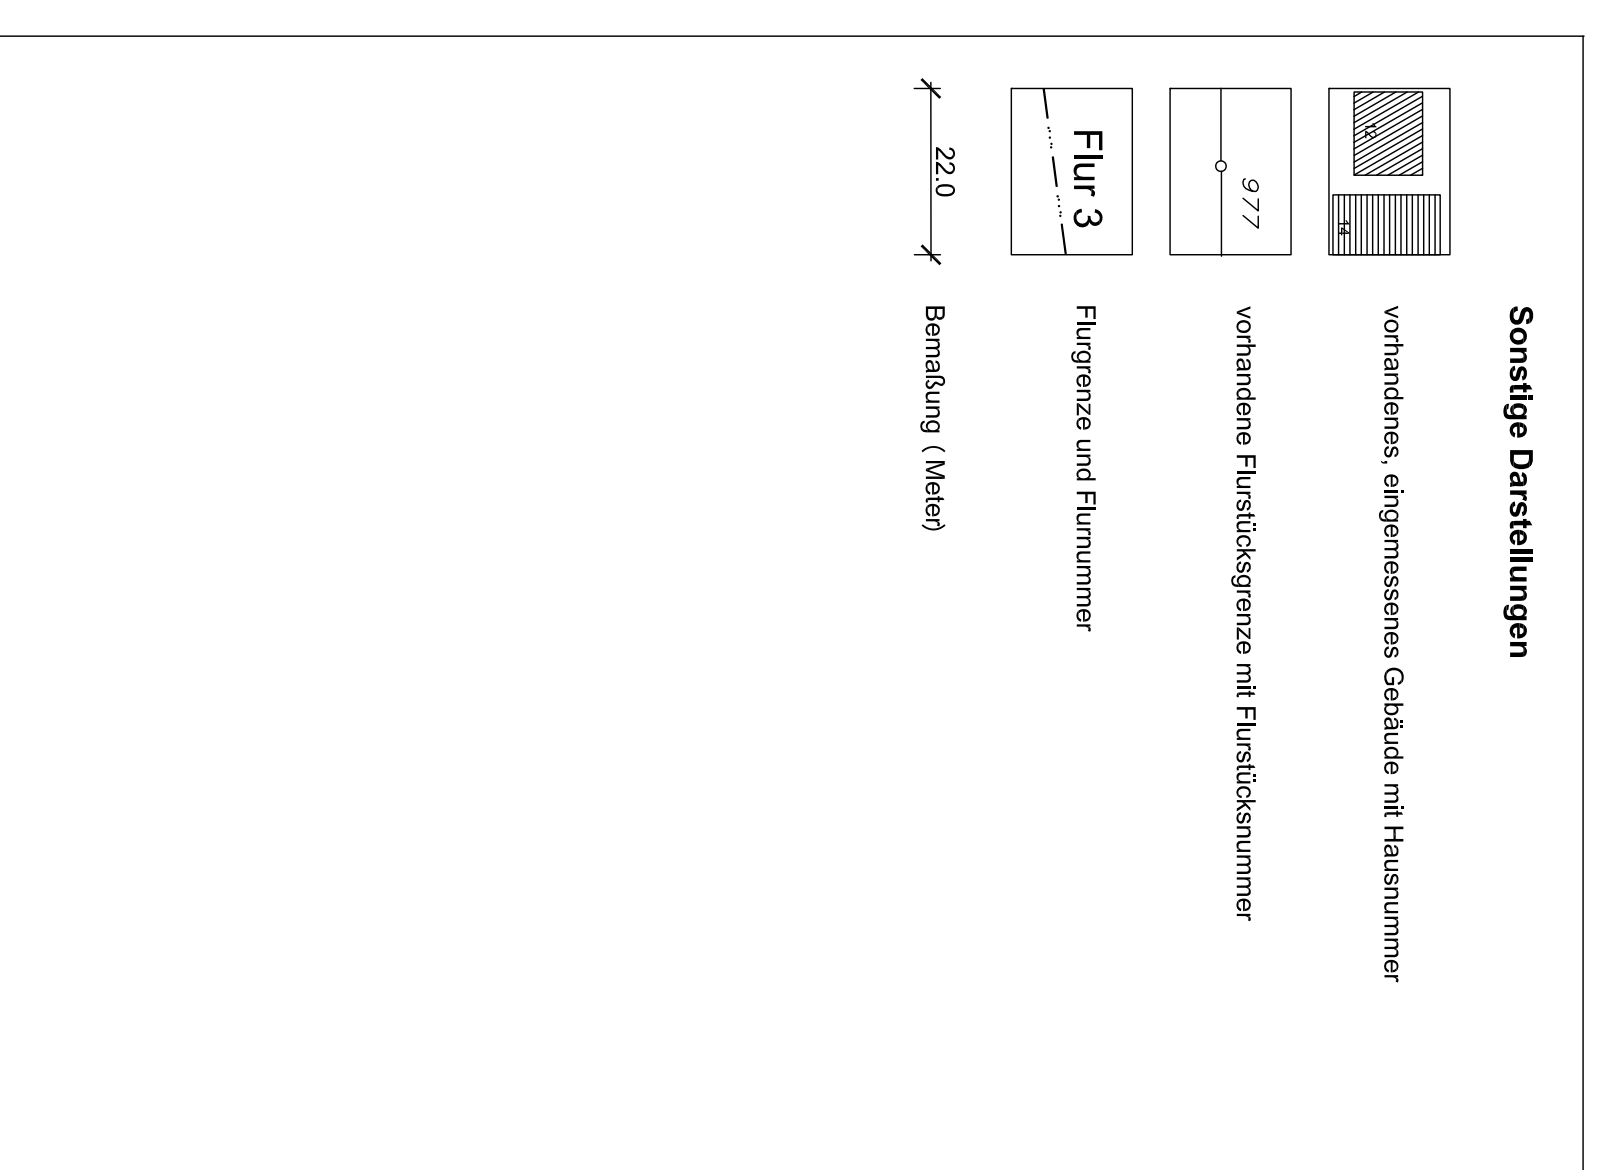 Sonstige Darstellungen
12
14
vorhandenes, eingemessenes Gebäude mit Hausnummer
977
vorhandene Flurstücksgrenze mit Flurstücksnummer
Flur 3
Flurgrenze und Flurnummer
22.0
Bemaßung ( Meter)